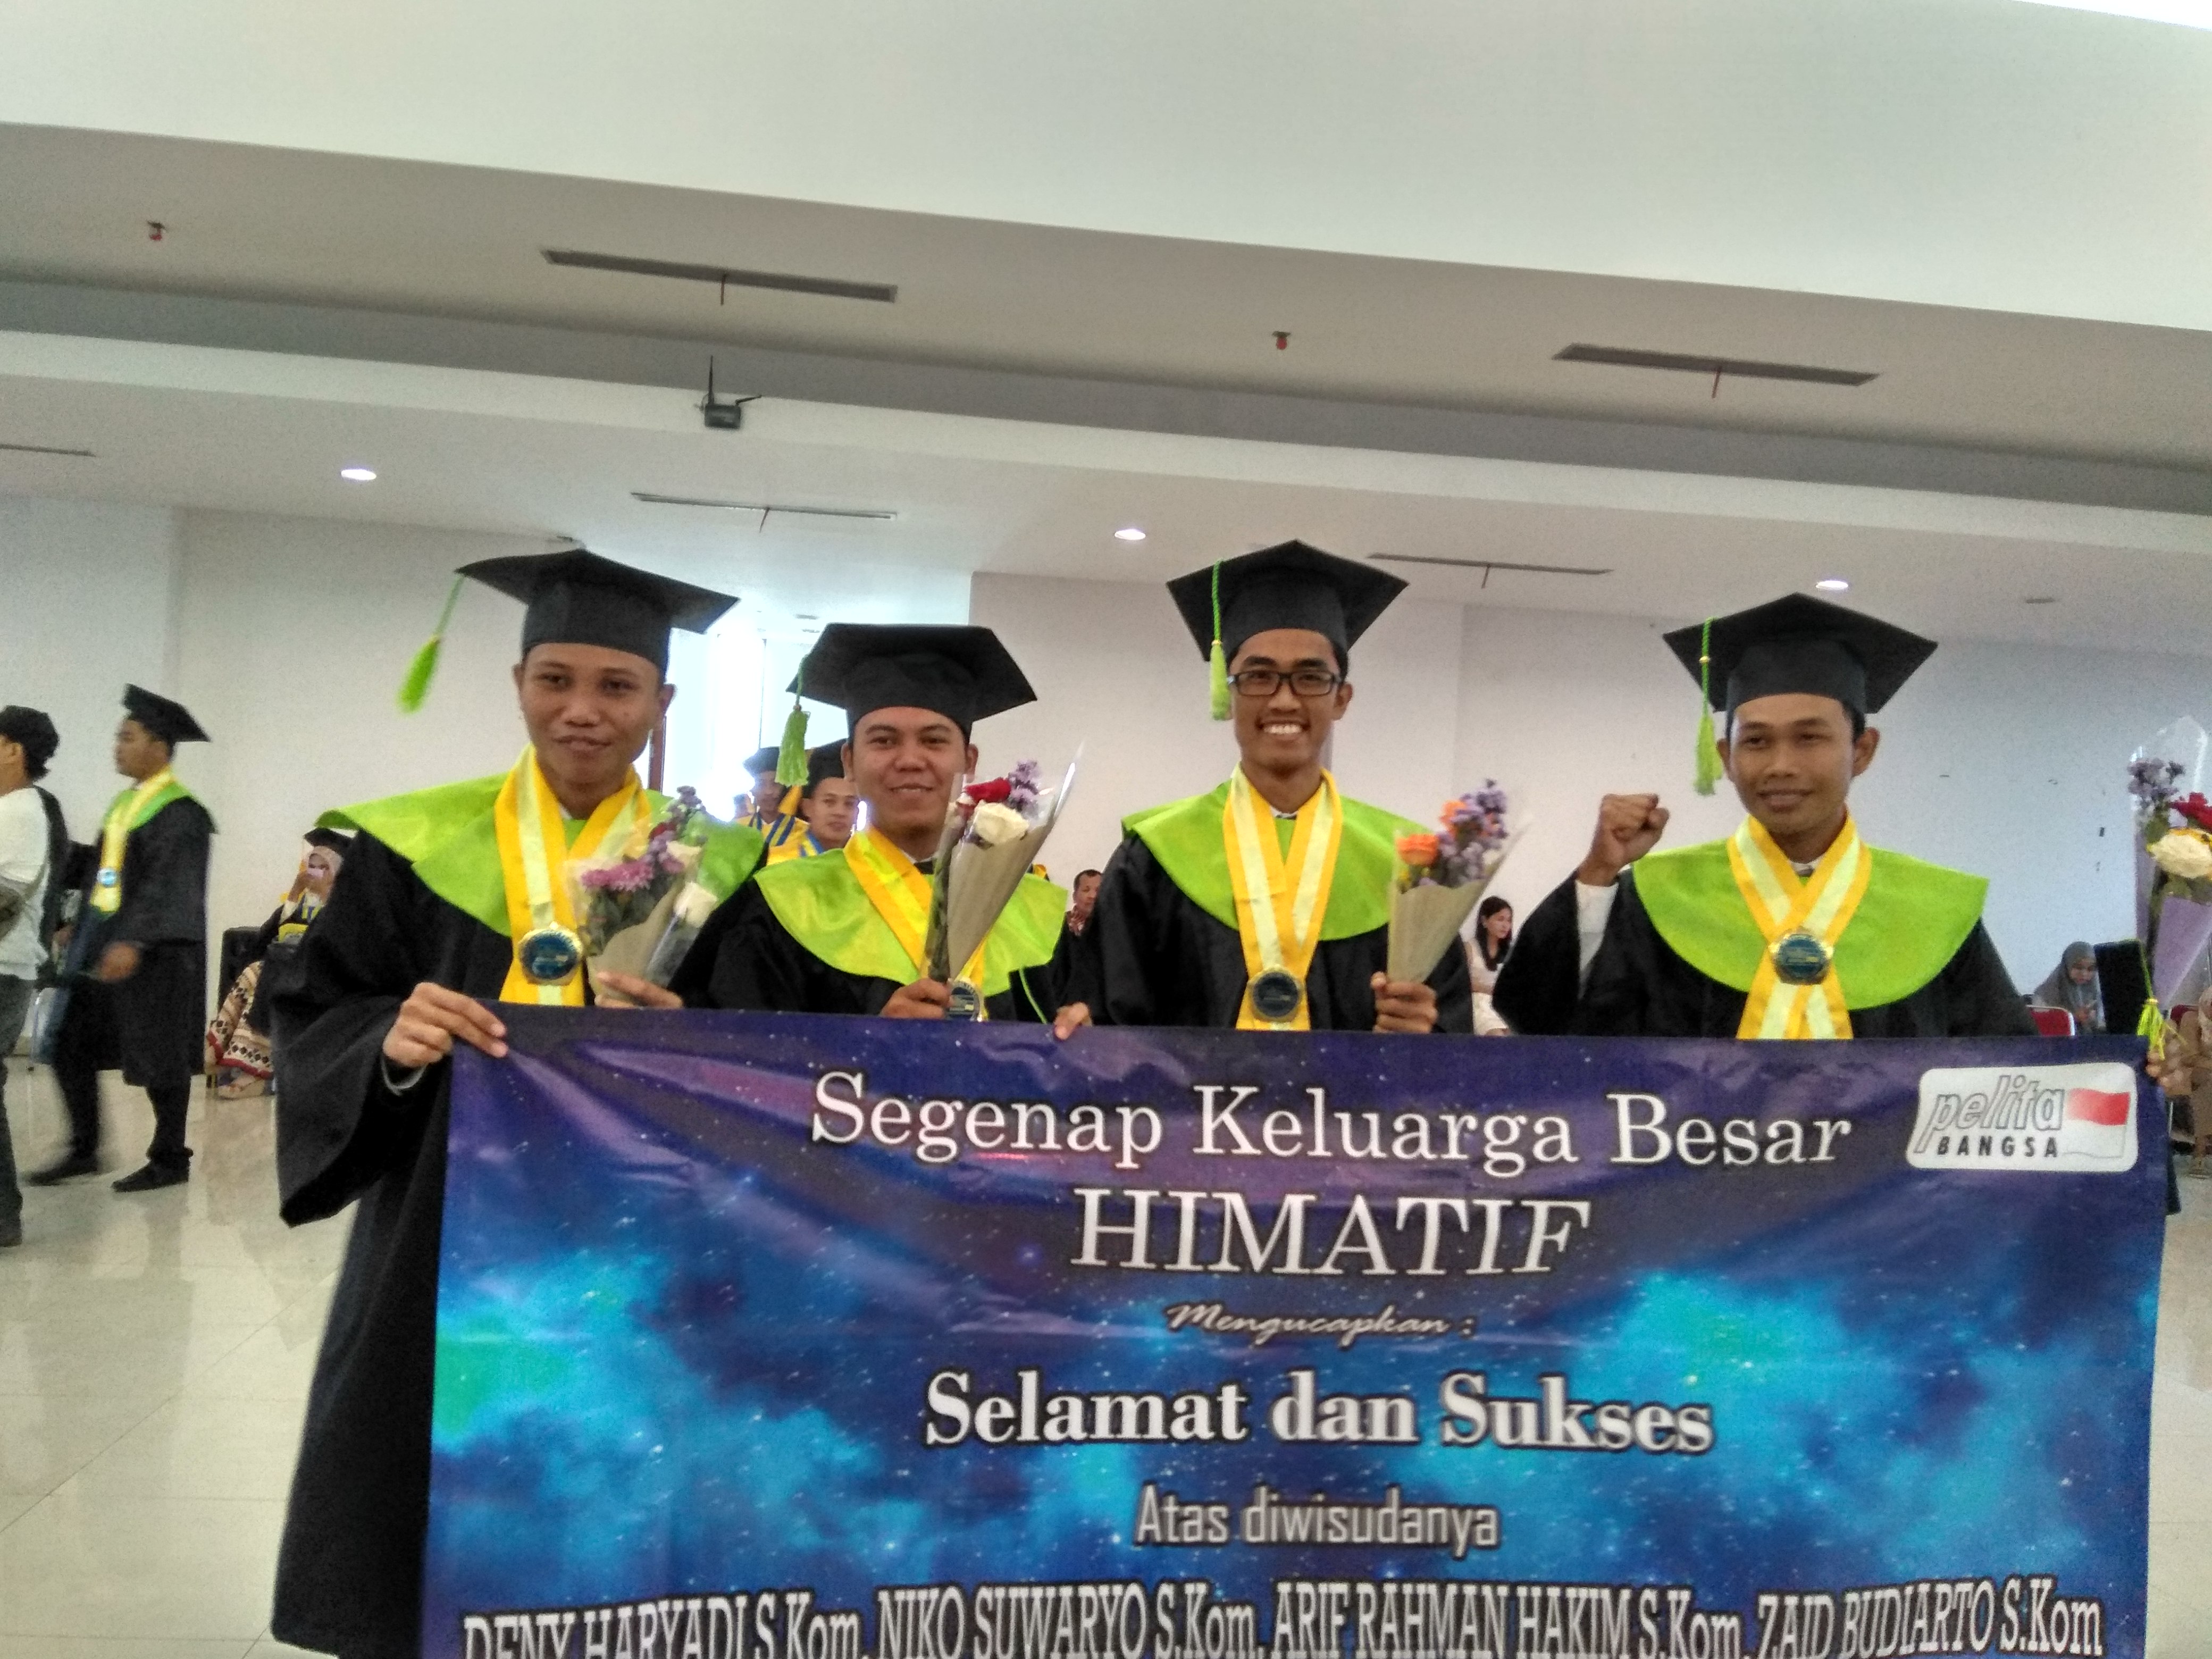 Segenap Keluarga Besar
pelita
BANGSA
HIMATIF
Mengucapkan :
Selamat dan Sukses
Atas diwisudanya
DENY HARYADI S.Kom, NIKO SUWARYO S.Kom, ARIF RAHMAN HAKIM S.Kom, ZAID BUDIARTO S.Kom